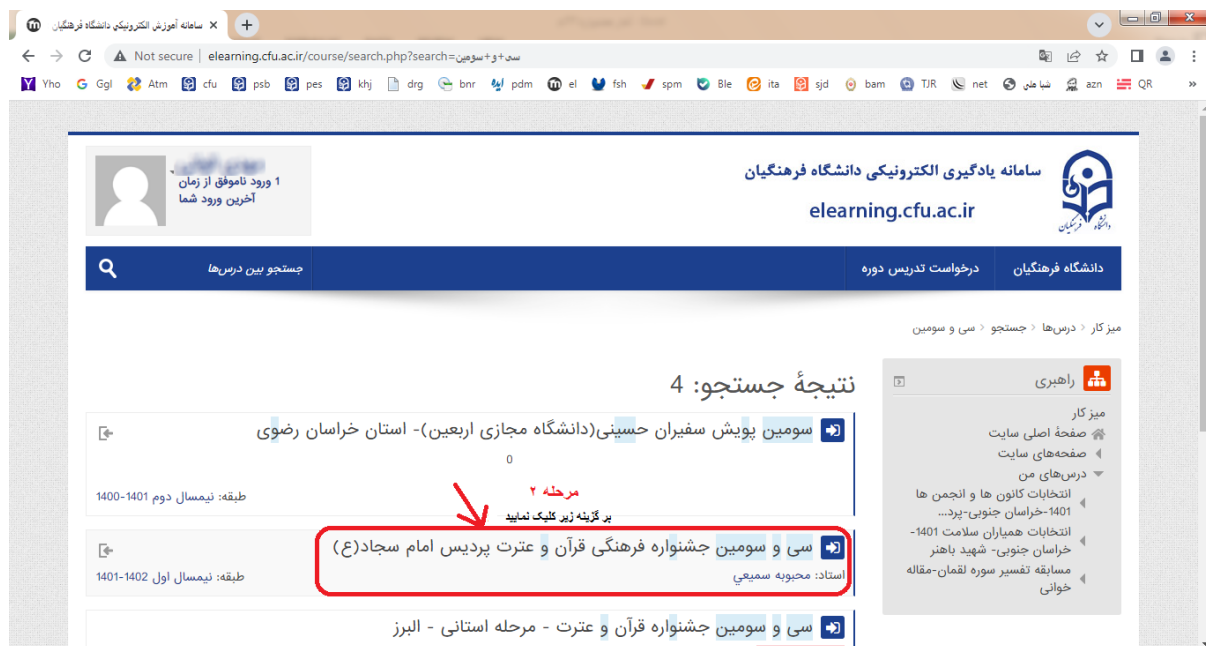 سامانه آموزش الکترونیکی دانشگاه فرهنگیان
Not secure | elearning.cfu.ac.ir/course/search.php?search=سی+و+سومین
Yho Ggl Atm cfu psb pes khj drg bnr pdm el fsh spm Ble ita sjd bam TJR net شبا ملی azn QR »
سامانه یادگیری الکترونیکی دانشگاه فرهنگیان
elearning.cfu.ac.ir
دانشگاه فرهنگیان
1 ورود ناموفق از زمان
آخرین ورود شما
دانشگاه فرهنگیان درخواست تدریس دوره جستجو بین درس‌ها
میز کار › درس‌ها › جستجو › سی و سومین
راهبری
میز کار
صفحهٔ اصلی سایت
صفحه‌های سایت
درس‌های من
انتخابات کانون ها و انجمن ها
1401-خراسان جنوبی-پرد...
انتخابات همیاران سلامت 1401-
خراسان جنوبی- شهید باهنر
مسابقه تفسیر سوره لقمان-مقاله
خوانی
نتیجهٔ جستجو: 4
سومین پویش سفیران حسینی(دانشگاه مجازی اربعین)- استان خراسان رضوی
0
طبقه: نیمسال دوم 1401-1400
مرحله ۲
بر گزینه زیر کلیک نمایید
سی و سومین جشنواره فرهنگی قرآن و عترت پردیس امام سجاد(ع)
استاد: محبوبه سمیعي
طبقه: نیمسال اول 1402-1401
سی و سومین جشنواره قرآن و عترت - مرحله استانی - البرز